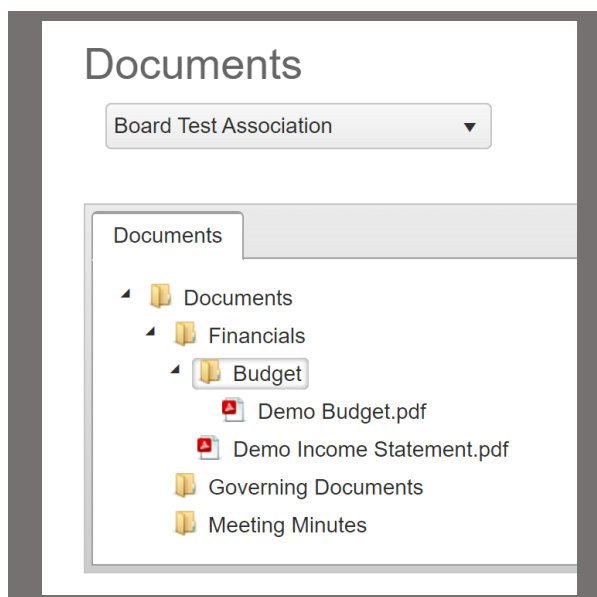 Documents
Board Test Association
Documents
Documents
Financials
Budget
Demo Budget.pdf
Demo Income Statement.pdf
Governing Documents
Meeting Minutes